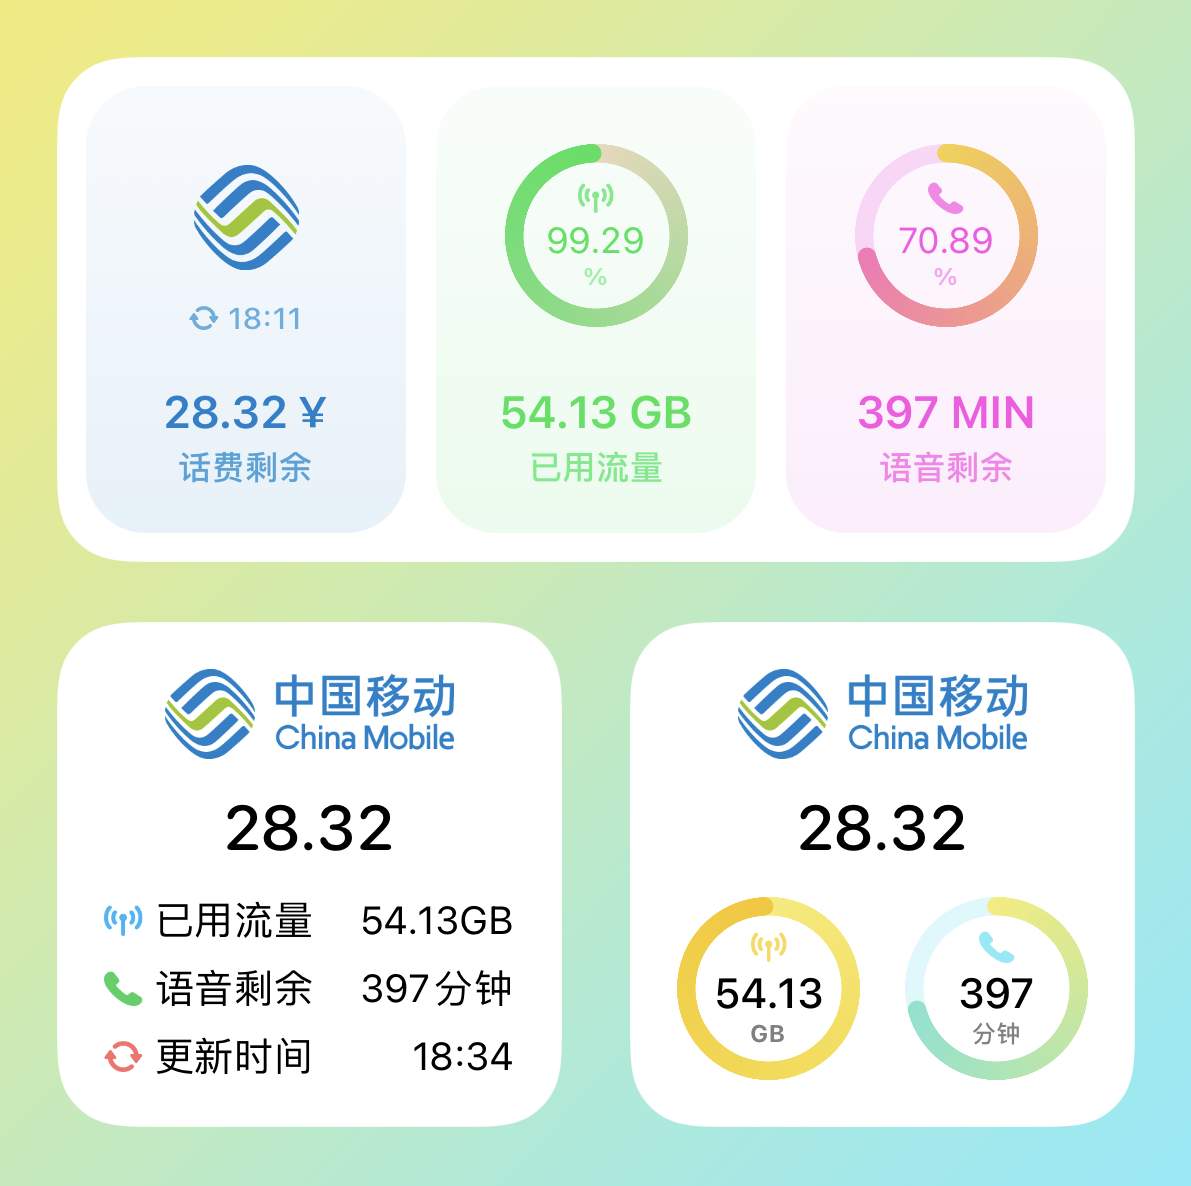 18:11
28.32 ¥
话费剩余
99.29
%
54.13 GB
已用流量
70.89
%
397 MIN
语音剩余
中国移动
China Mobile
28.32
已用流量 54.13GB
语音剩余 397分钟
更新时间 18:34
中国移动
China Mobile
28.32
54.13
GB
397
分钟